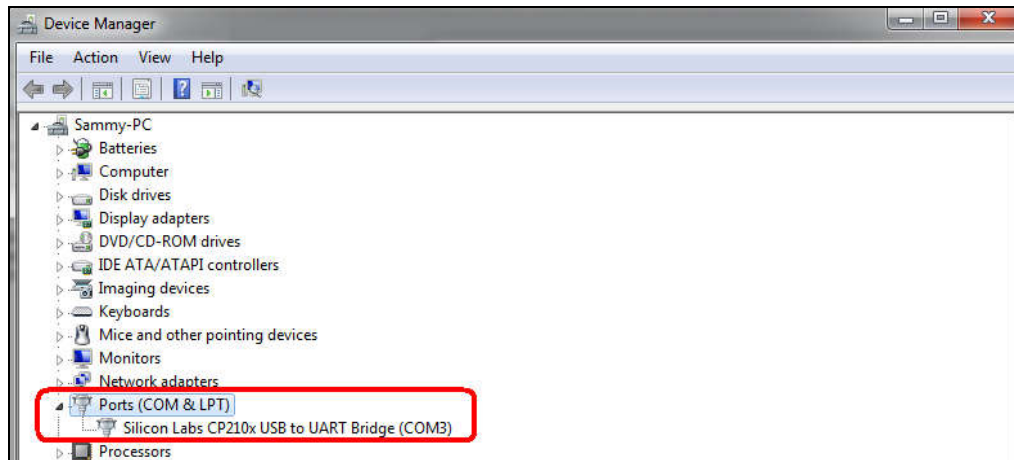 Device Manager
File Action View Help
Sammy-PC
Batteries
Computer
Disk drives
Display adapters
DVD/CD-ROM drives
IDE ATA/ATAPI controllers
Imaging devices
Keyboards
Mice and other pointing devices
Monitors
Network adapters
Ports (COM & LPT)
Silicon Labs CP210x USB to UART Bridge (COM3)
Processors